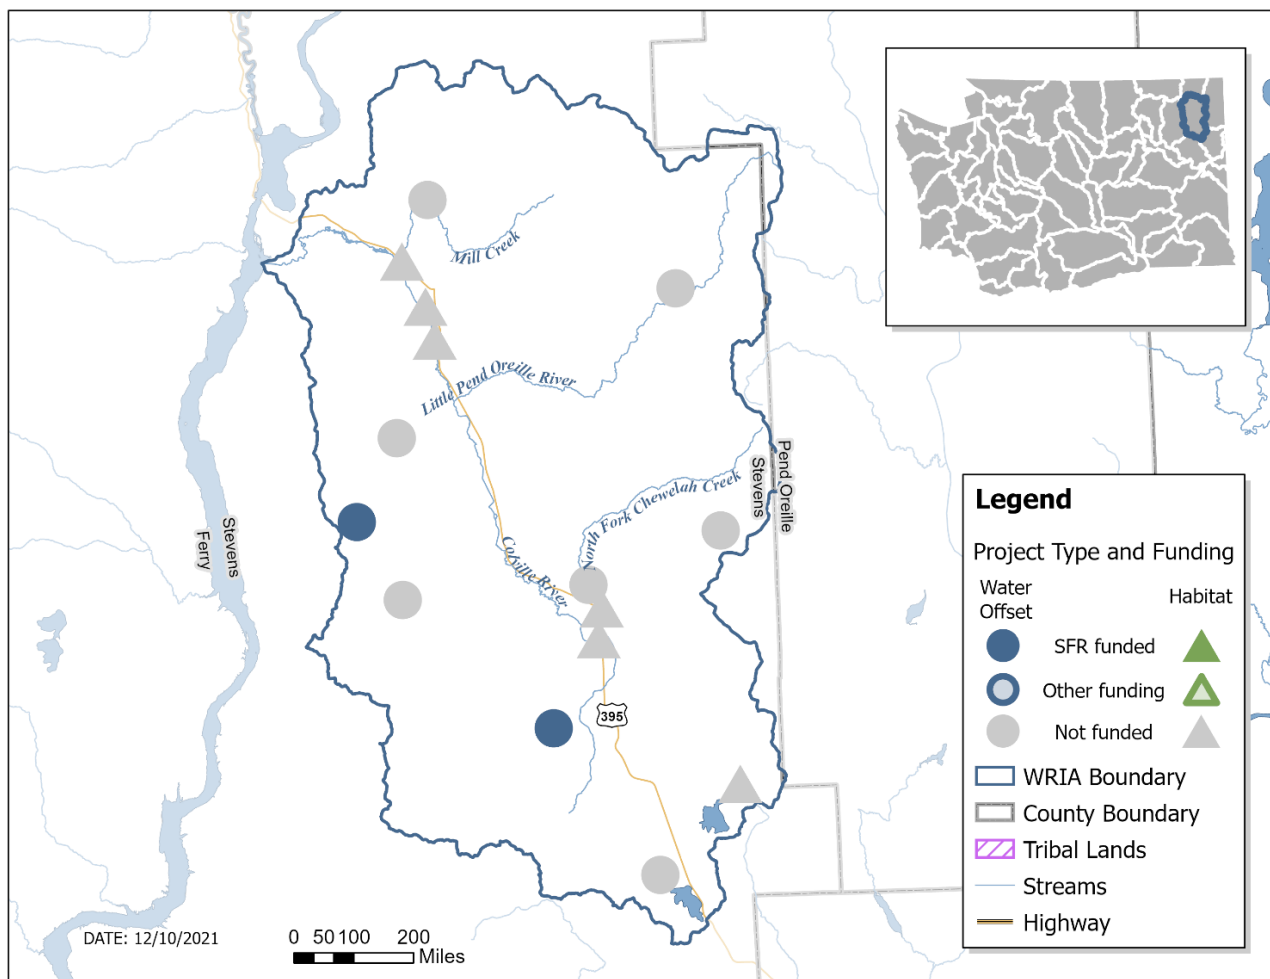 Mill Creek
Little Pend Oreille River
Pend Oreille
Stevens
North Fork Chewelah Creek
Stevens
Ferry
Colville River
395
Legend
Project Type and Funding
Water
Offset
Habitat
SFR funded
Other funding
Not funded
WRIA Boundary
County Boundary
Tribal Lands
Streams
Highway
DATE: 12/10/2021
0 50 100 200
Miles